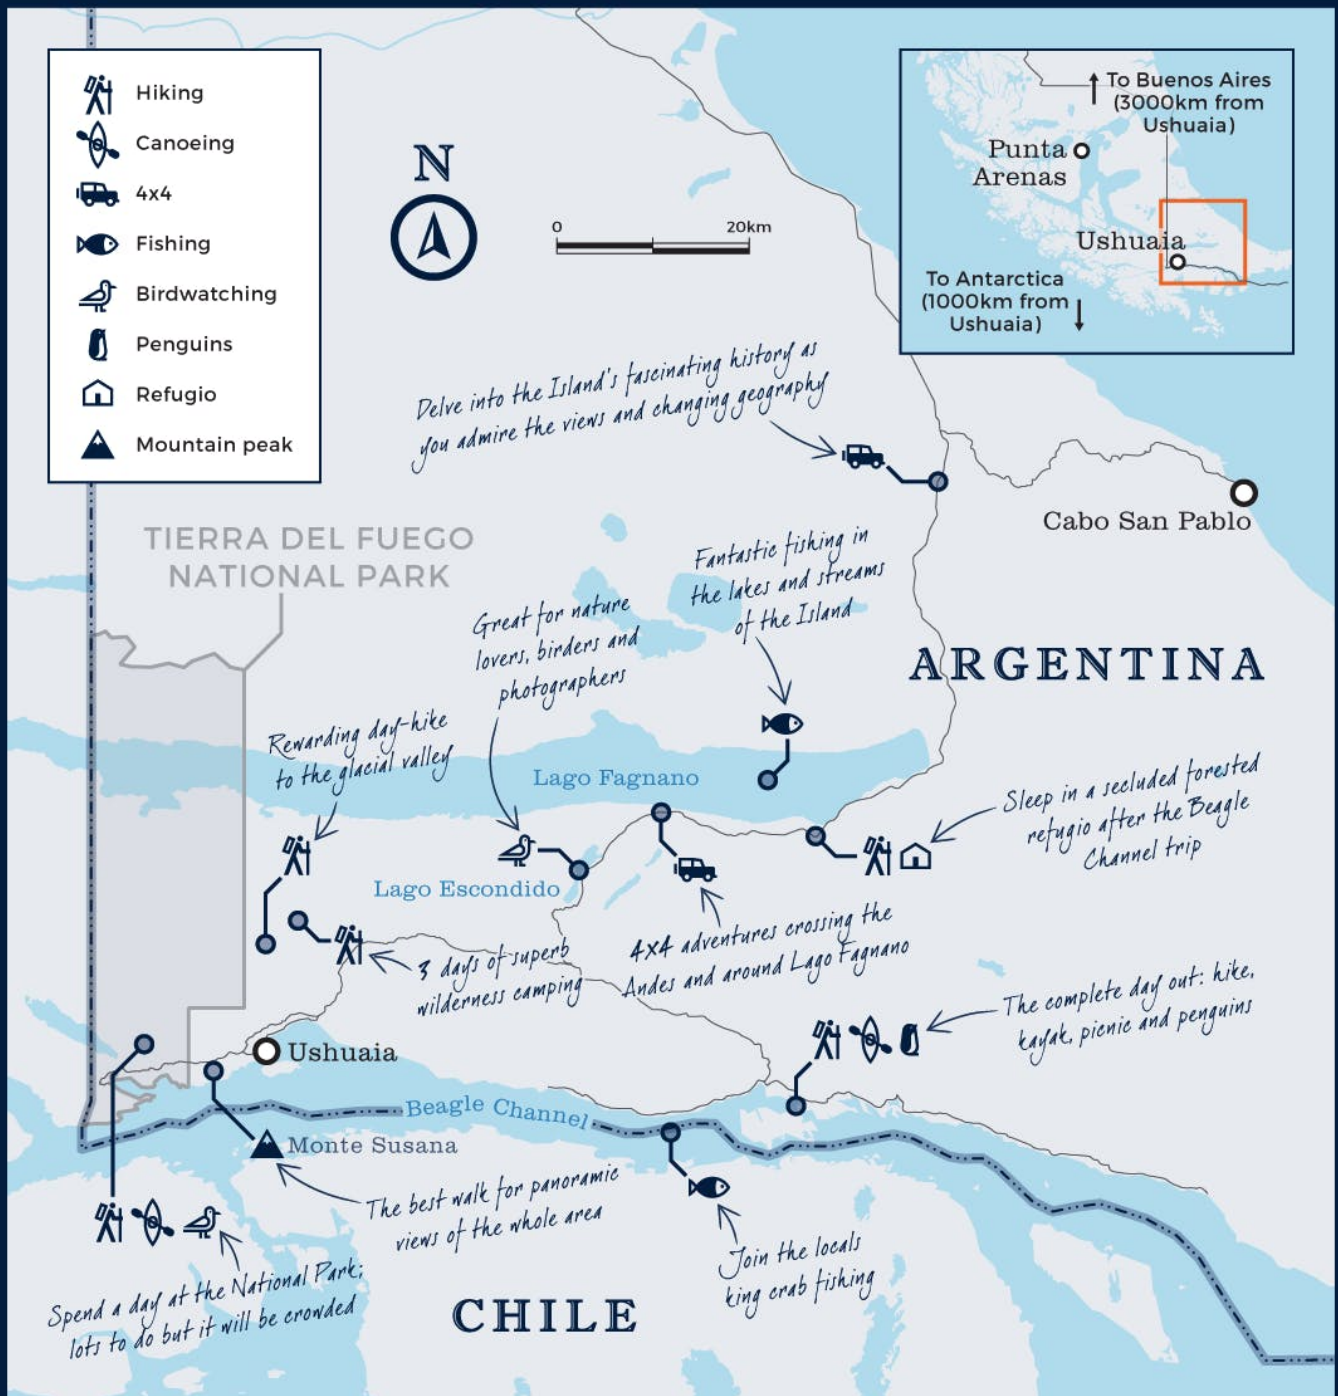 Hiking
Canoeing
4x4
Fishing
Birdwatching
Penguins
Refugio
Mountain peak
N
0
20km
To Buenos Aires
(3000km from
Ushuaia)
Punta
Arenas
Ushuaia
To Antarctica
(1000km from
Ushuaia)
Delve into the Island's fascinating history as
you admire the views and changing geography
Cabo San Pablo
TIERRA DEL FUEGO
NATIONAL PARK
Fantastic fishing in
the lakes and streams
of the Island
Great for nature
lovers, birders and
photographers
ARGENTINA
Rewarding day-hike
to the glacial valley
Lago Fagnano
Sleep in a secluded forested
refugio after the Beagle
Channel trip
Lago Escondido
3 days of superb
wilderness camping
4x4 adventures crossing the
Andes and around Lago Fagnano
The complete day out: hike,
kayak, picnic and penguins
Ushuaia
Beagle Channel
Monte Susana
The best walk for panoramic
views of the whole area
Join the locals
king crab fishing
Spend a day at the National Park;
lots to do but it will be crowded
CHILE